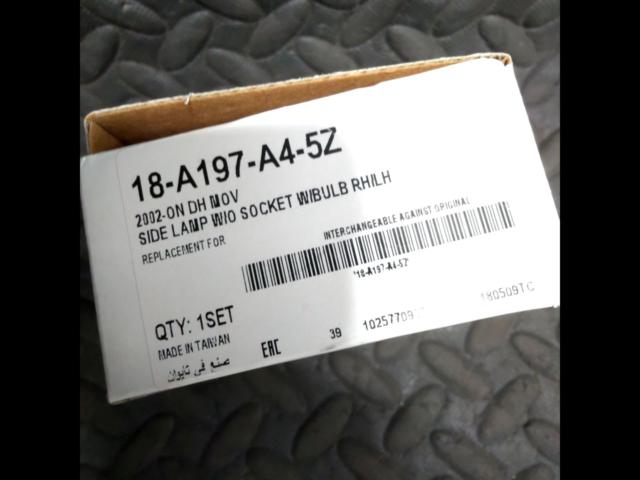 18-A197-A4-5Z
2002-ON DH MOV
SIDE LAMP W/O SOCKET W/BULB RH/LH
REPLACEMENT FOR
INTERCHANGEABLE AGAINST ORIGINAL
*18-A197-A4-5Z*
QTY: 1SET
MADE IN TAIWAN
صنع في تايوان
EAC
39
180509TC